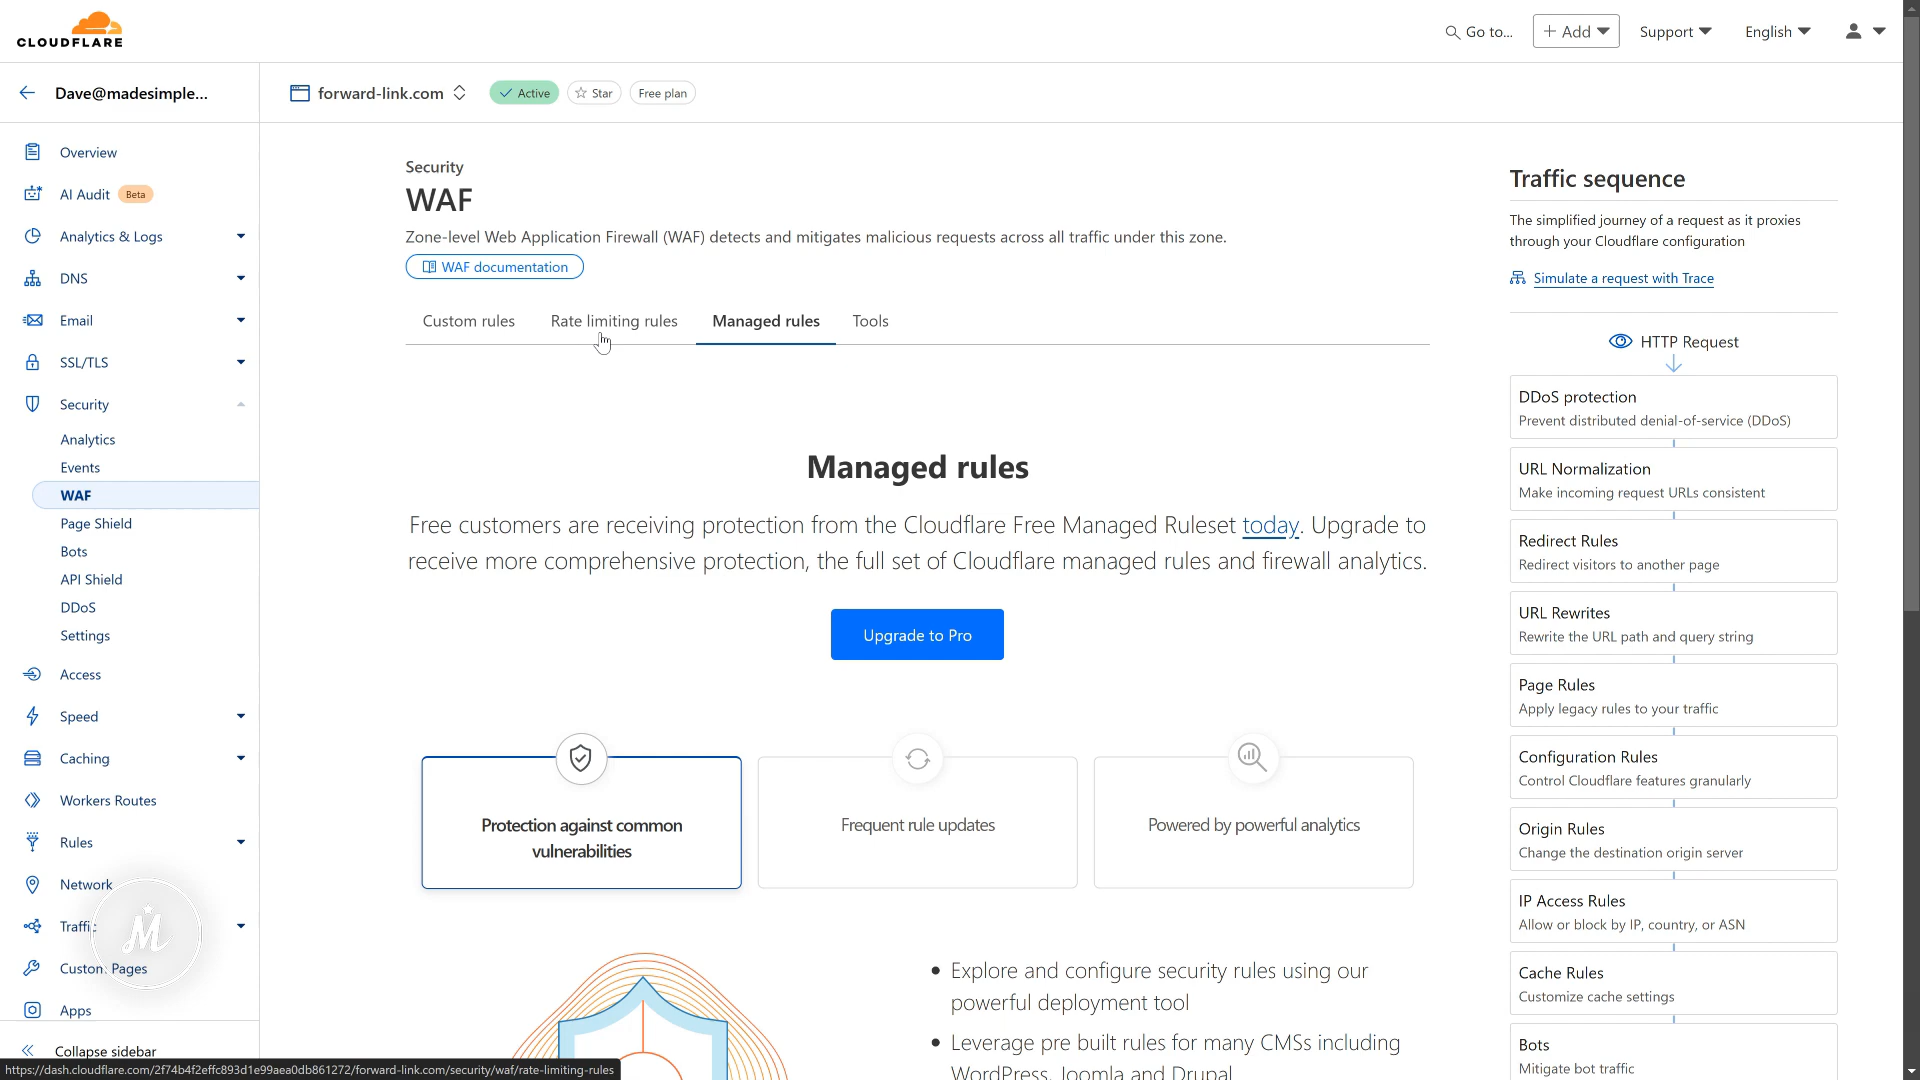 CLOUDFLARE
Go to...
+ Add
Support
English
Dave@madesimple...
forward-link.com
Active
Star
Free plan
Overview
AI Audit Beta
Analytics & Logs
DNS
Email
SSL/TLS
Security
Analytics
Events
WAF
Page Shield
Bots
API Shield
DDoS
Settings
Access
Speed
Caching
Workers Routes
Rules
Network
Custom Pages
Apps
Collapse sidebar
https://dash.cloudflare.com/2f74b4f2effc893d1e99aea0db861272/forward-link.com/security/waf/rate-limiting-rules
Security
WAF
Zone-level Web Application Firewall (WAF) detects and mitigates malicious requests across all traffic under this zone.
WAF documentation
Custom rules
Rate limiting rules
Managed rules
Tools
Managed rules
Free customers are receiving protection from the Cloudflare Free Managed Ruleset today. Upgrade to
receive more comprehensive protection, the full set of Cloudflare managed rules and firewall analytics.
Upgrade to Pro
Protection against common
vulnerabilities
Frequent rule updates
Powered by powerful analytics
Explore and configure security rules using our
powerful deployment tool
Leverage pre built rules for many CMSs including
WordPress, Joomla and Drupal
Traffic sequence
The simplified journey of a request as it proxies
through your Cloudflare configuration
Simulate a request with Trace
HTTP Request
DDoS protection
Prevent distributed denial-of-service (DDoS)
URL Normalization
Make incoming request URLs consistent
Redirect Rules
Redirect visitors to another page
URL Rewrites
Rewrite the URL path and query string
Page Rules
Apply legacy rules to your traffic
Configuration Rules
Control Cloudflare features granularly
Origin Rules
Change the destination origin server
IP Access Rules
Allow or block by IP, country, or ASN
Cache Rules
Customize cache settings
Bots
Mitigate bot traffic